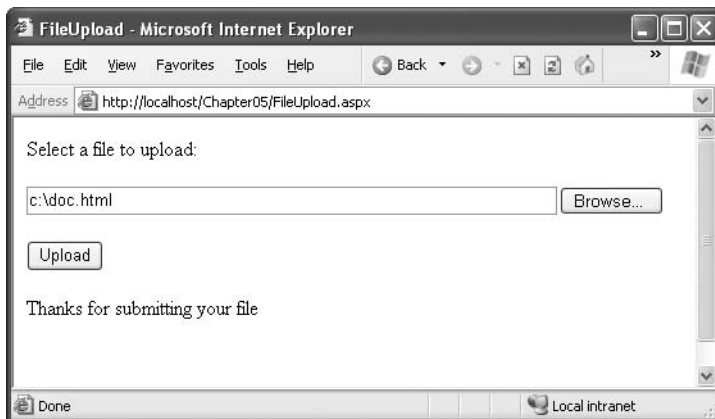 FileUpload - Microsoft Internet Explorer
File Edit View Favorites Tools Help Back »
Address http://localhost/Chapter05/FileUpload.aspx
Select a file to upload:
c:\doc.html Browse...
Upload
Thanks for submitting your file
Done Local intranet